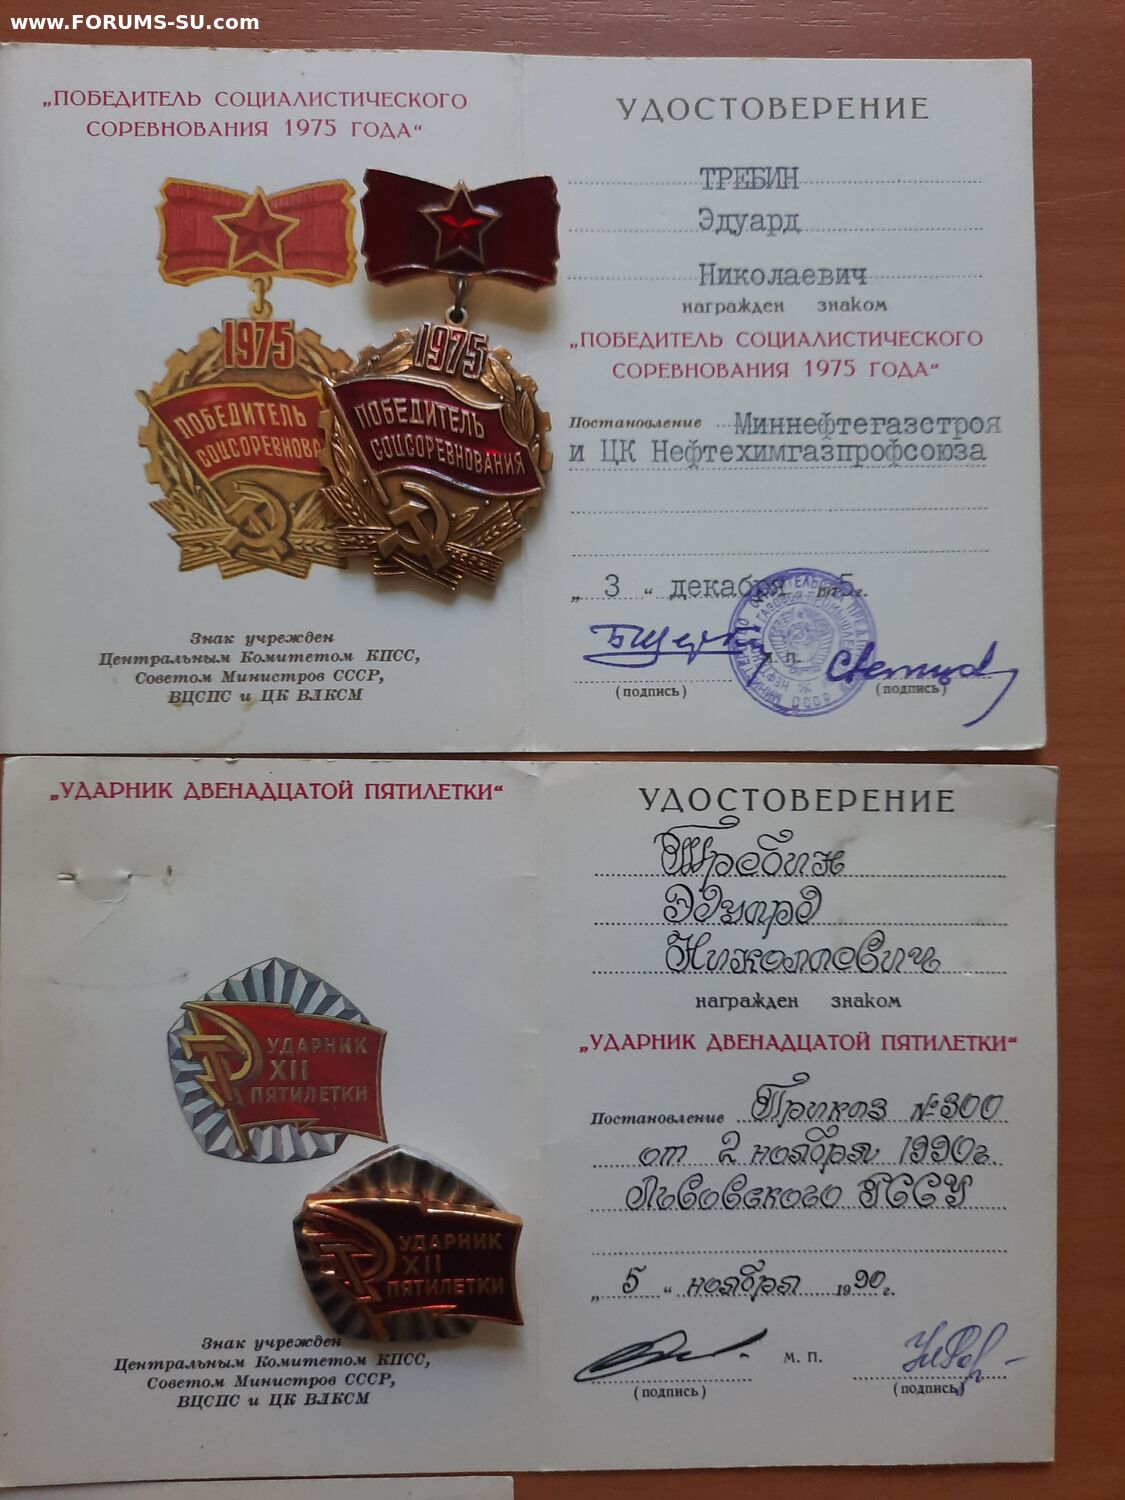 www.FORUMS-SU.com
„ПОБЕДИТЕЛЬ СОЦИАЛИСТИЧЕСКОГО
СОРЕВНОВАНИЯ 1975 ГОДА“
1975
ПОБЕДИТЕЛЬ
СОЦСОРЕВНОВА
1975
ПОБЕДИТЕЛЬ
СОЦСОРЕВНОВАНИЯ
Знак учрежден
Центральным Комитетом КПСС,
Советом Министров СССР,
ВЦСПС и ЦК ВЛКСМ
УДОСТОВЕРЕНИЕ
ТРЕБИН
Эдуард
Николаевич
награжден знаком
„ПОБЕДИТЕЛЬ СОЦИАЛИСТИЧЕСКОГО
СОРЕВНОВАНИЯ 1975 ГОДА“
Постановление Миннефтегазстроя
и ЦК Нефтехимгазпрофсоюза
„ 3 “ декабря 1975г.
(подпись)
(подпись)
„УДАРНИК ДВЕНАДЦАТОЙ ПЯТИЛЕТКИ“
УДАРНИК
XII
ПЯТИЛЕТКИ
УДАРНИК
XII
ПЯТИЛЕТКИ
Знак учрежден
Центральным Комитетом КПСС,
Советом Министров СССР,
ВЦСПС и ЦК ВЛКСМ
УДОСТОВЕРЕНИЕ
Требин
Эдуард
Николаевич
награжден знаком
„УДАРНИК ДВЕНАДЦАТОЙ ПЯТИЛЕТКИ“
Постановление Приказ №300
от 2 ноября 1990г.
Львовского РССУ
„ 5 “ ноября 1990г.
М. П.
(подпись)
(подпись)